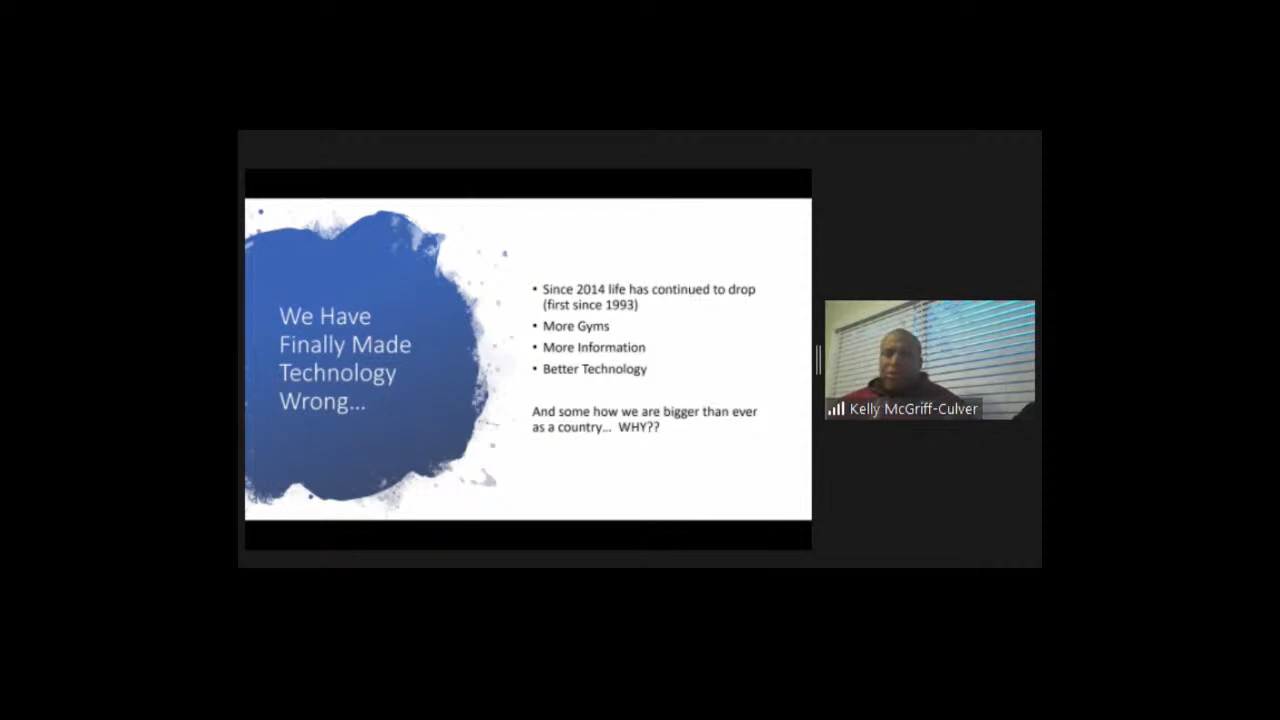 We Have
Finally Made
Technology
Wrong...
• Since 2014 life has continued to drop
(first since 1993)
• More Gyms
• More Information
• Better Technology
And some how we are bigger than ever
as a country... WHY??
Kelly McGriff-Culver